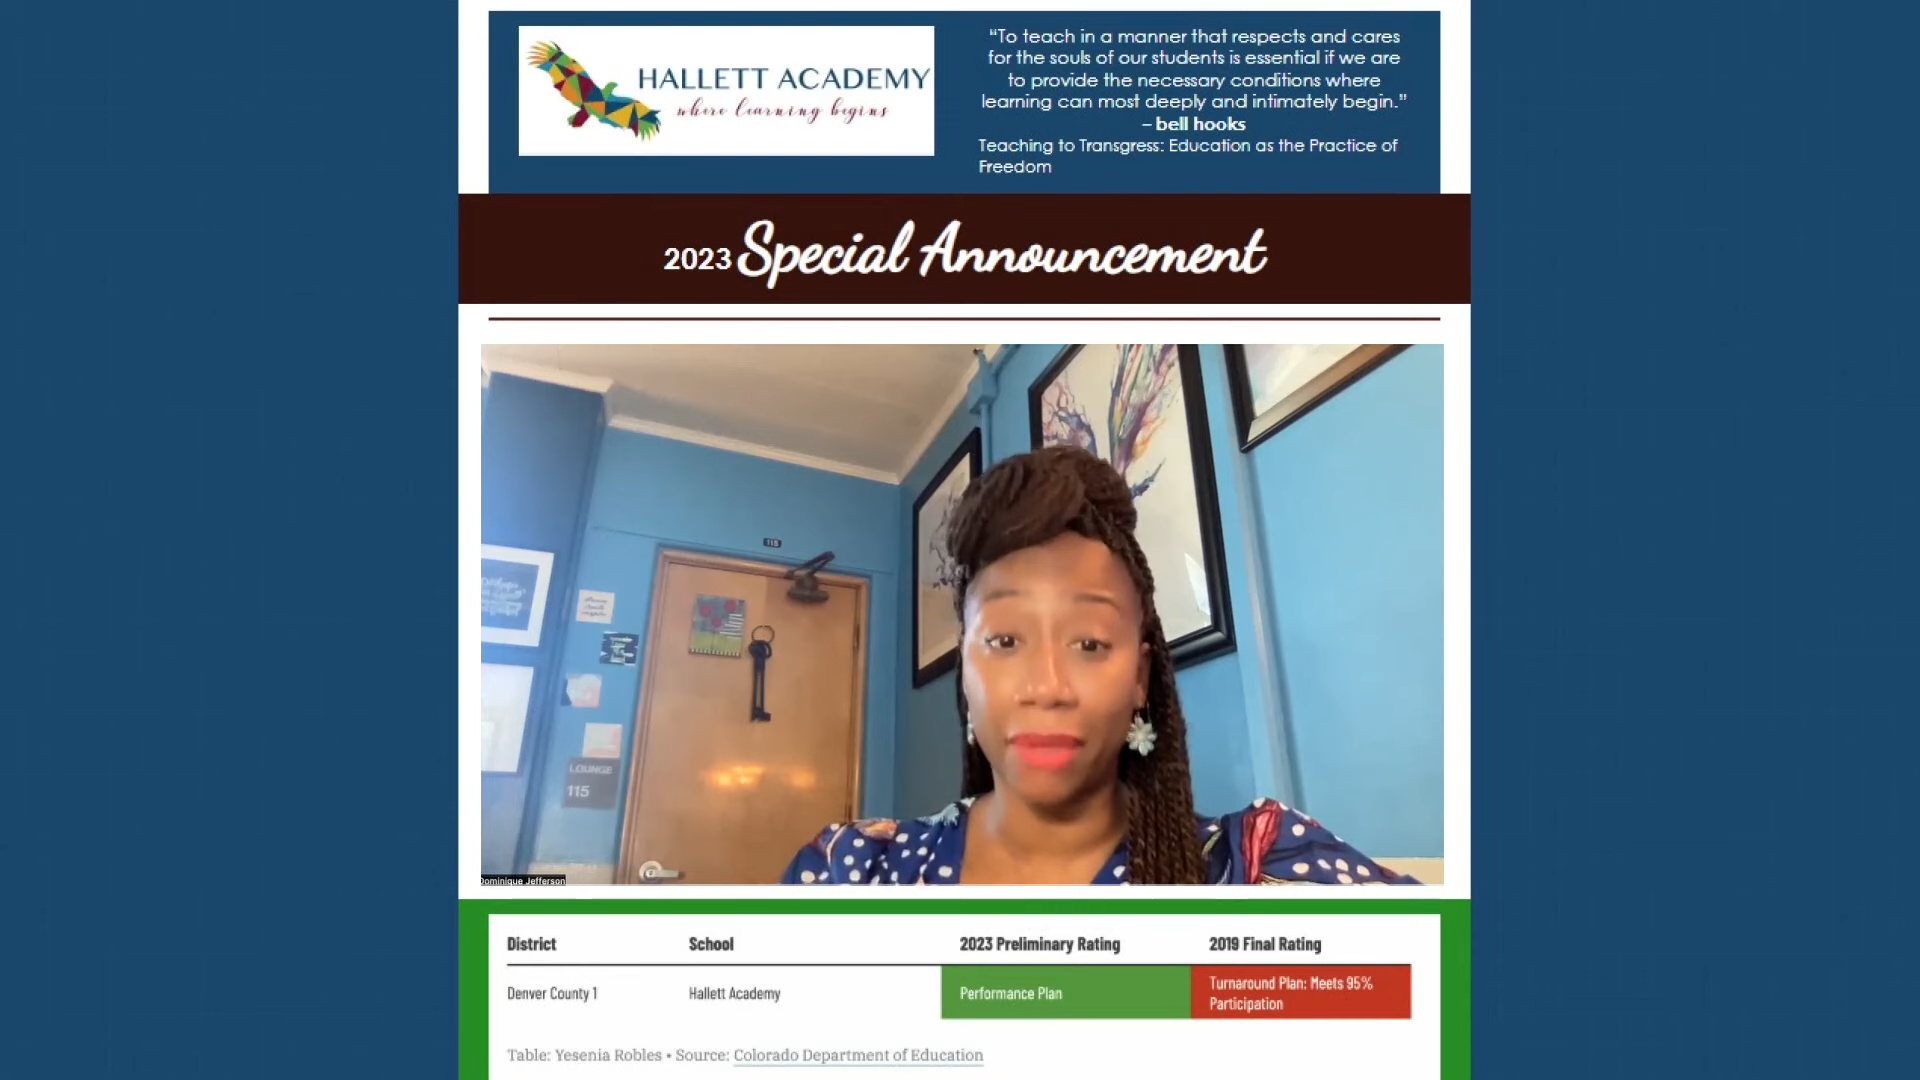 HALLETT ACADEMY
where learning begins
“To teach in a manner that respects and cares
for the souls of our students is essential if we are
to provide the necessary conditions where
learning can most deeply and intimately begin.”
– bell hooks
Teaching to Transgress: Education as the Practice of
Freedom
2023 Special Announcement
115
LOUNGE
115
Dominique Jefferson
District School 2023 Preliminary Rating 2019 Final Rating
Denver County 1 Hallett Academy Performance Plan Turnaround Plan: Meets 95%
Participation
Table: Yesenia Robles • Source: Colorado Department of Education